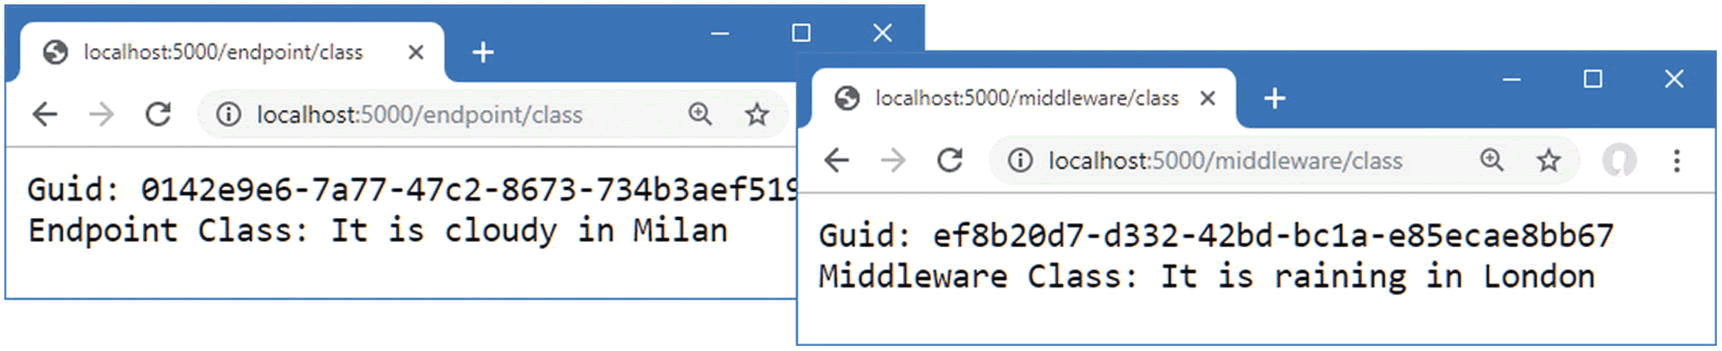 localhost:5000/endpoint/class
localhost:5000/endpoint/class
Guid: 0142e9e6-7a77-47c2-8673-734b3aef519
Endpoint Class: It is cloudy in Milan
localhost:5000/middleware/class
localhost:5000/middleware/class
Guid: ef8b20d7-d332-42bd-bc1a-e85ecae8bb67
Middleware Class: It is raining in London